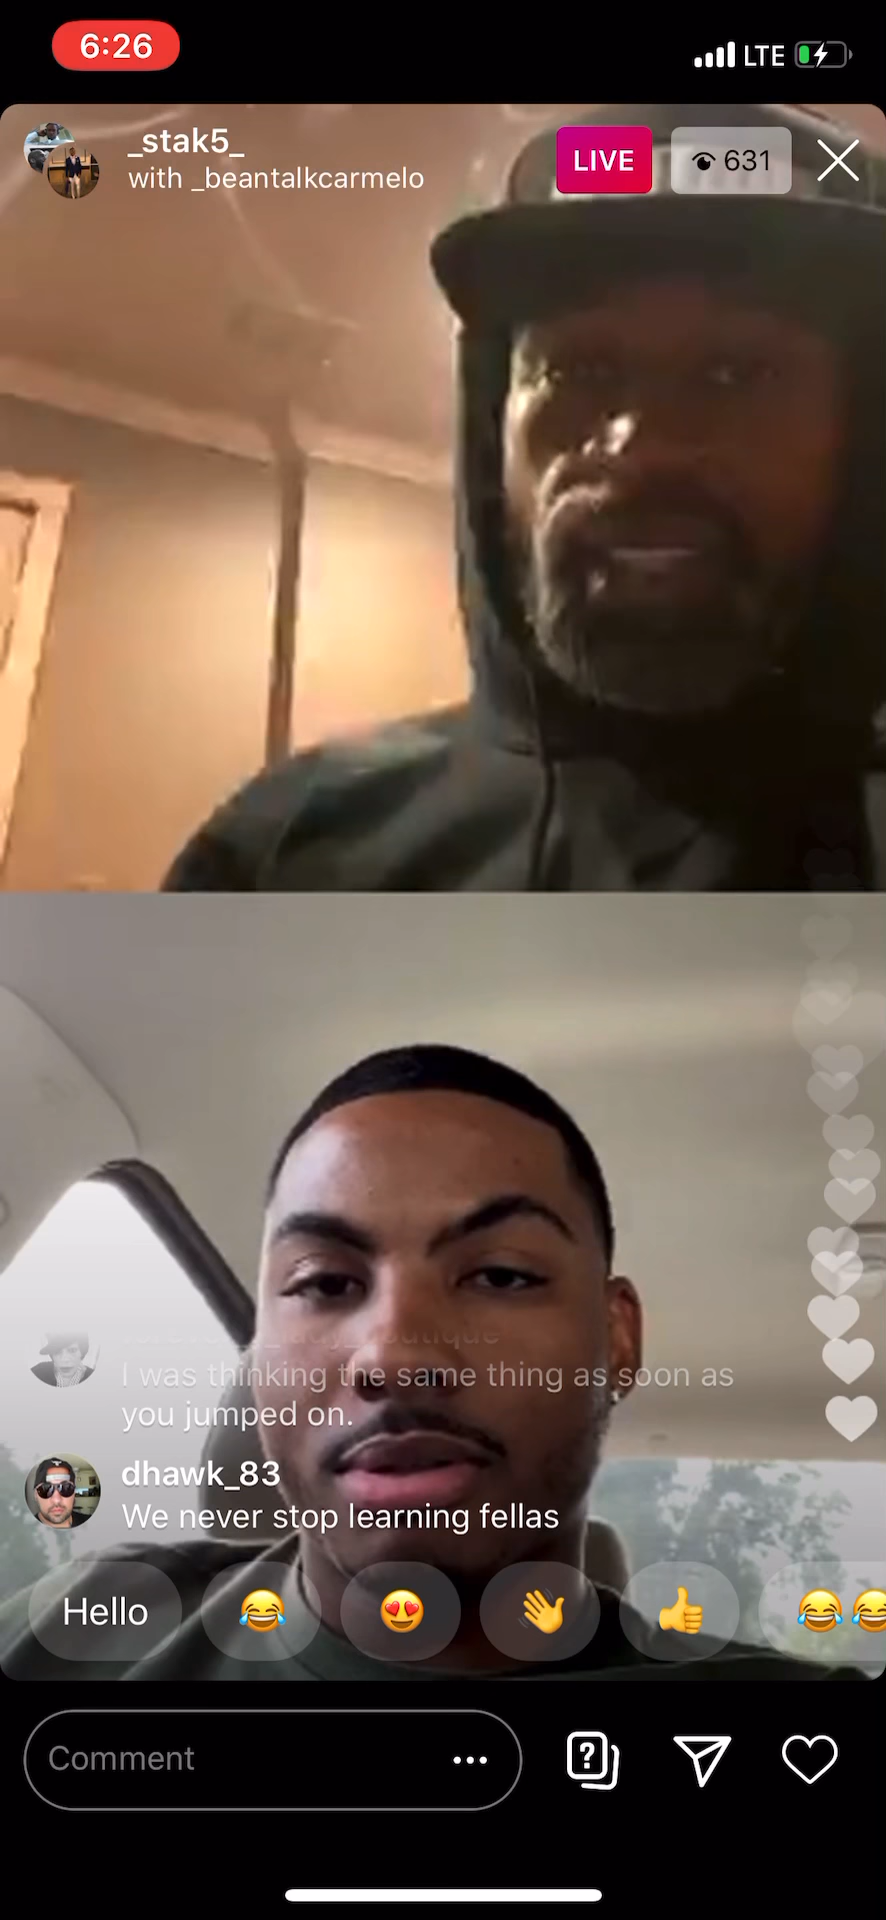 6:26
LTE
_stak5_
with _beantalkcarmelo
LIVE
631
I was thinking the same thing as soon as
you jumped on.
dhawk_83
We never stop learning fellas
Hello
Comment
?